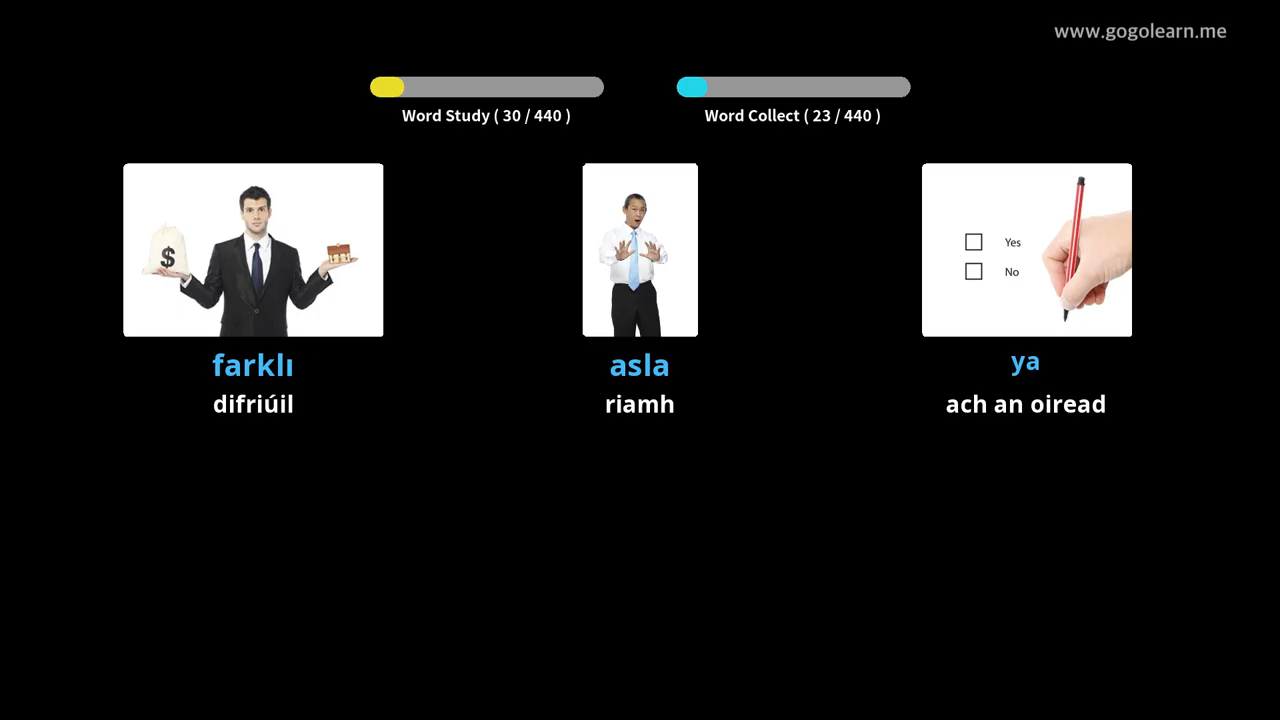 www.gogolearn.me
Word Study ( 30 / 440 )
Word Collect ( 23 / 440 )
$
Yes
No
farklı
asla
ya
difriúil
riamh
ach an oiread